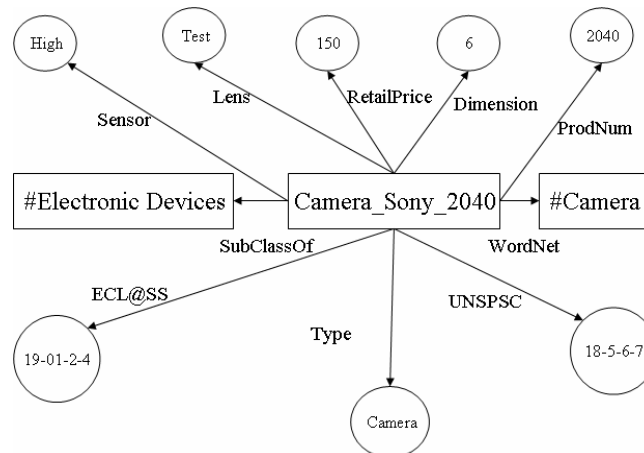 High
Test
150
6
2040
RetailPrice
Lens
Dimension
Sensor
ProdNum
#Electronic Devices
Camera_Sony_2040
#Camera
SubClassOf
WordNet
ECL@SS
UNSPSC
Type
19-01-2-4
18-5-6-7
Camera